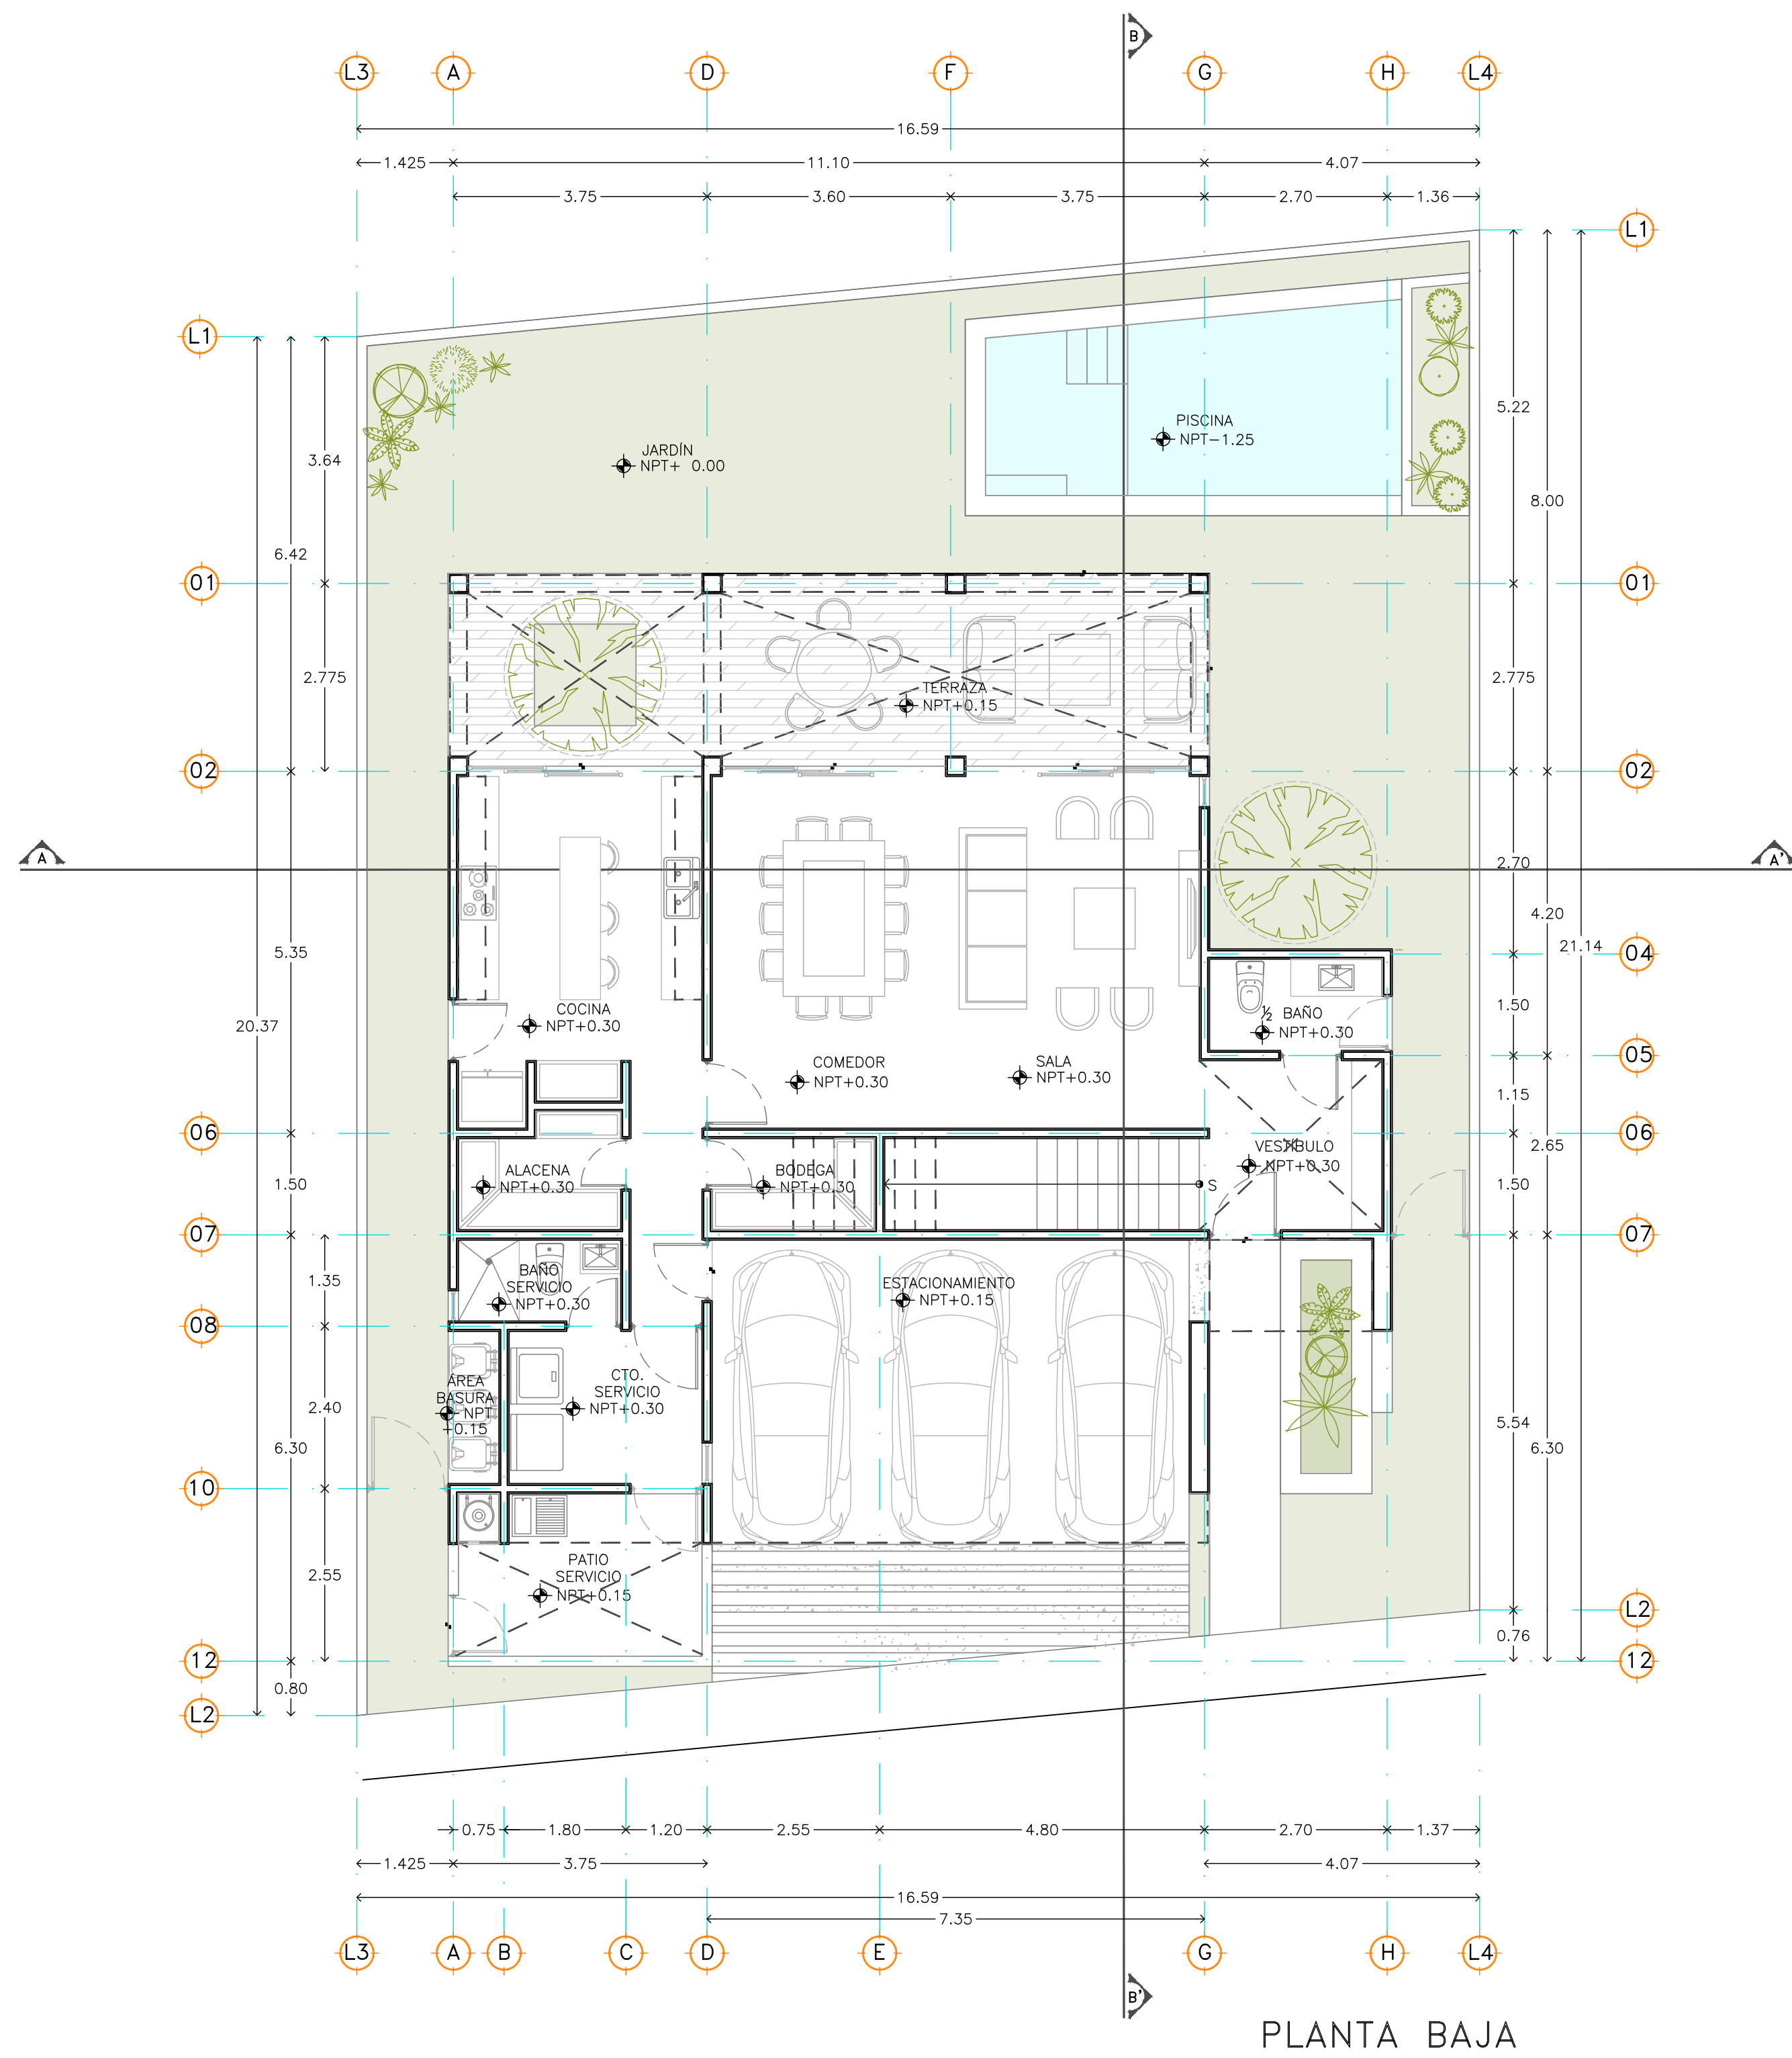 B
L3 A D F G H L4
16.59
1.425 11.10 4.07
3.75 3.60 3.75 2.70 1.36
L1
L1
5.22
PISCINA
NPT-1.25
JARDÍN
NPT+ 0.00
3.64
8.00
6.42
01
01
2.775
2.775
TERRAZA
NPT+0.15
02
02
A
A'
2.70
4.20
21.14
5.35
04
COCINA
NPT+0.30
1.50
½ BAÑO
NPT+0.30
20.37
05
COMEDOR
NPT+0.30
SALA
NPT+0.30
1.15
06
06
2.65
VESTÍBULO
NPT+0.30
ALACENA
NPT+0.30
BODEGA
NPT+0.30
S
1.50
1.50
07
07
1.35
BAÑO
SERVICIO
NPT+0.30
ESTACIONAMIENTO
NPT+0.15
08
ÁREA
BASURA
NPT
+0.15
CTO.
SERVICIO
NPT+0.30
2.40
5.54
6.30
6.30
10
PATIO
SERVICIO
NPT+0.15
2.55
L2
0.76
12
12
0.80
L2
0.75 1.80 1.20 2.55 4.80 2.70 1.37
1.425 3.75 4.07
16.59
7.35
L3 A B C D E G H L4
B'
PLANTA BAJA